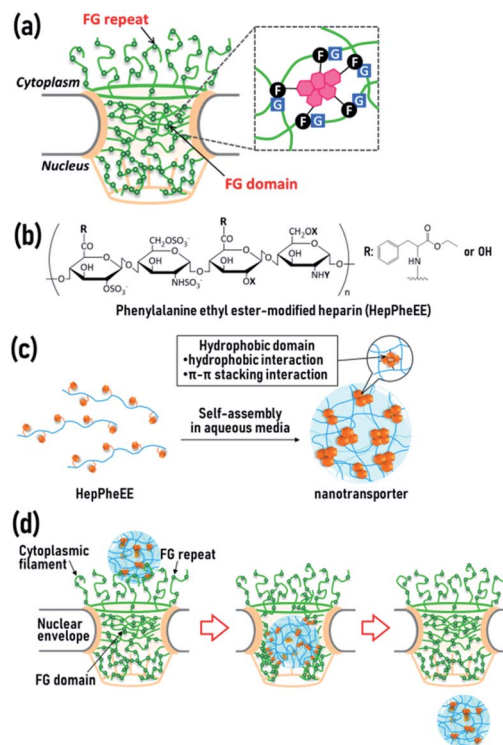 (a)
FG repeat
Cytoplasm
Nucleus
FG domain
F
G
F
G
F
G
F
G
F
G
(b)
R
CO
OH
O
OSO₃⁻
CH₂OSO₃⁻
O
OH
NHSO₃⁻
R
CO
O
OH
OX
CH₂OX
O
OH
NHY
n
R:
O
O
HN
or OH
Phenylalanine ethyl ester-modified heparin (HepPheEE)
(c)
Hydrophobic domain
•hydrophobic interaction
•π-π stacking interaction
Self-assembly
in aqueous media
HepPheEE
nanotransporter
(d)
Cytoplasmic
filament
FG repeat
Nuclear
envelope
FG domain